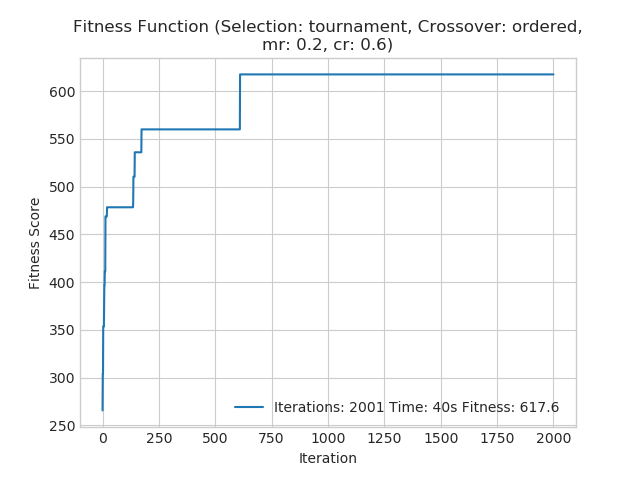 Fitness Function (Selection: tournament, Crossover: ordered,
mr: 0.2, cr: 0.6)
600
550
500
450
400
350
300
250
Fitness Score
Iterations: 2001 Time: 40s Fitness: 617.6
0 250 500 750 1000 1250 1500 1750 2000
Iteration